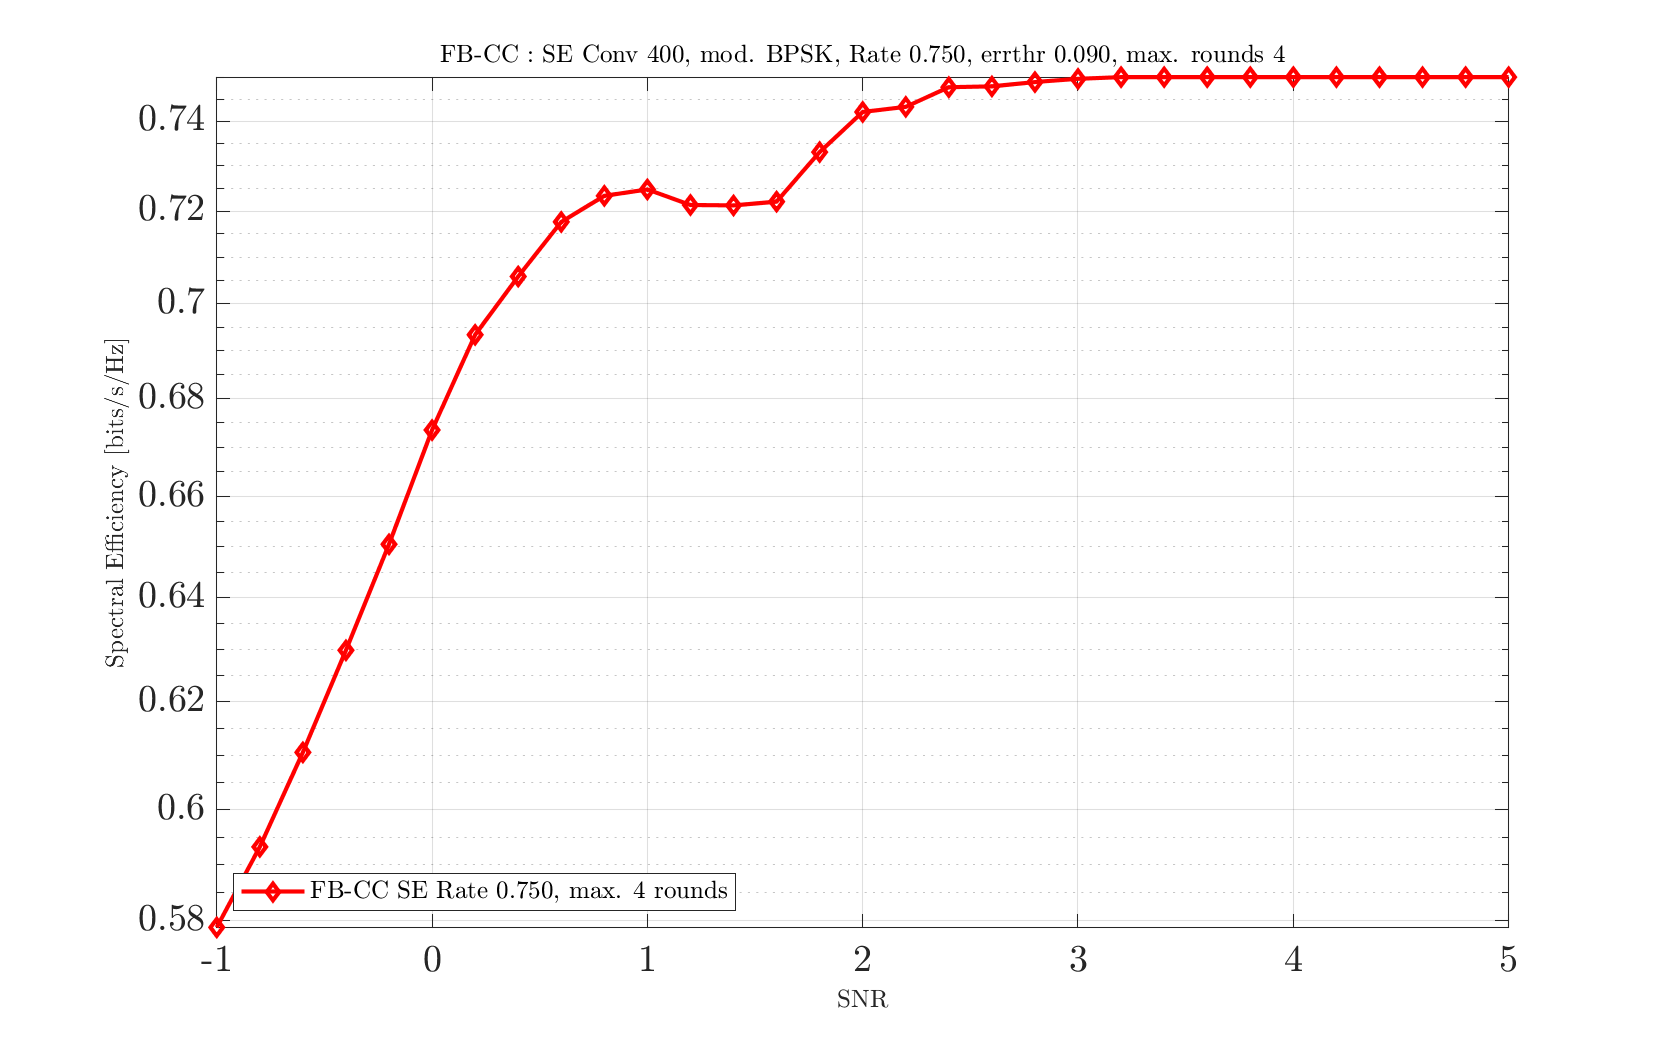 FB-CC : SE Conv 400, mod. BPSK, Rate 0.750, errthr 0.090, max. rounds 4
0.74
0.72
0.7
0.68
0.66
0.64
0.62
0.6
0.58
Spectral Efficiency [bits/s/Hz]
FB-CC SE Rate 0.750, max. 4 rounds
-1 0 1 2 3 4 5
SNR